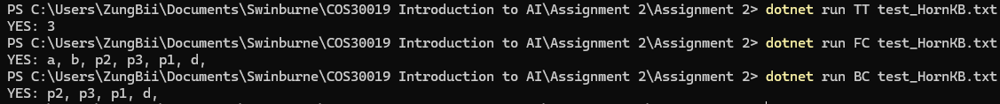 PS C:\Users\ZungBii\Documents\Swinburne\COS30019 Introduction to AI\Assignment 2\Assignment 2> dotnet run TT test_HornKB.txt
YES: 3
PS C:\Users\ZungBii\Documents\Swinburne\COS30019 Introduction to AI\Assignment 2\Assignment 2> dotnet run FC test_HornKB.txt
YES: a, b, p2, p3, p1, d,
PS C:\Users\ZungBii\Documents\Swinburne\COS30019 Introduction to AI\Assignment 2\Assignment 2> dotnet run BC test_HornKB.txt
YES: p2, p3, p1, d,